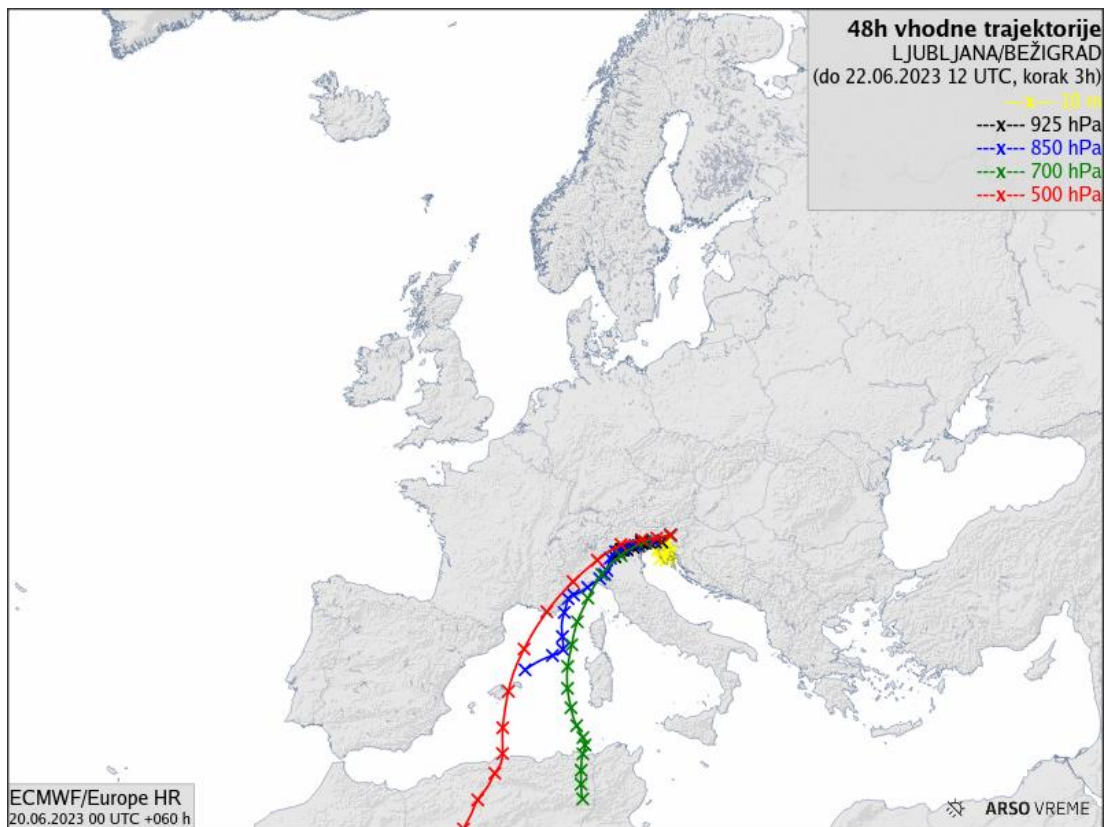 48h vhodne trajektorije
LJUBLJANA/BEŽIGRAD
(do 22.06.2023 12 UTC, korak 3h)
---x--- 10 m
---x--- 925 hPa
---x--- 850 hPa
---x--- 700 hPa
---x--- 500 hPa
ECMWF/Europe HR
20.06.2023 00 UTC +060 h
ARSO VREME